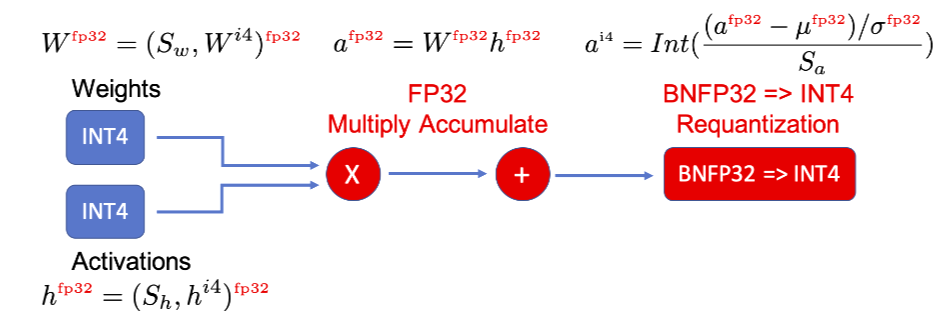 W^fp32 = (S_w, W^i4)^fp32
a^fp32 = W^fp32 h^fp32
a^i4 = Int((a^fp32 − μ^fp32)/σ^fp32 / S_a)
Weights
FP32
Multiply Accumulate
BNFP32 => INT4
Requantization
INT4
INT4
X
+
BNFP32 => INT4
Activations
h^fp32 = (S_h, h^i4)^fp32